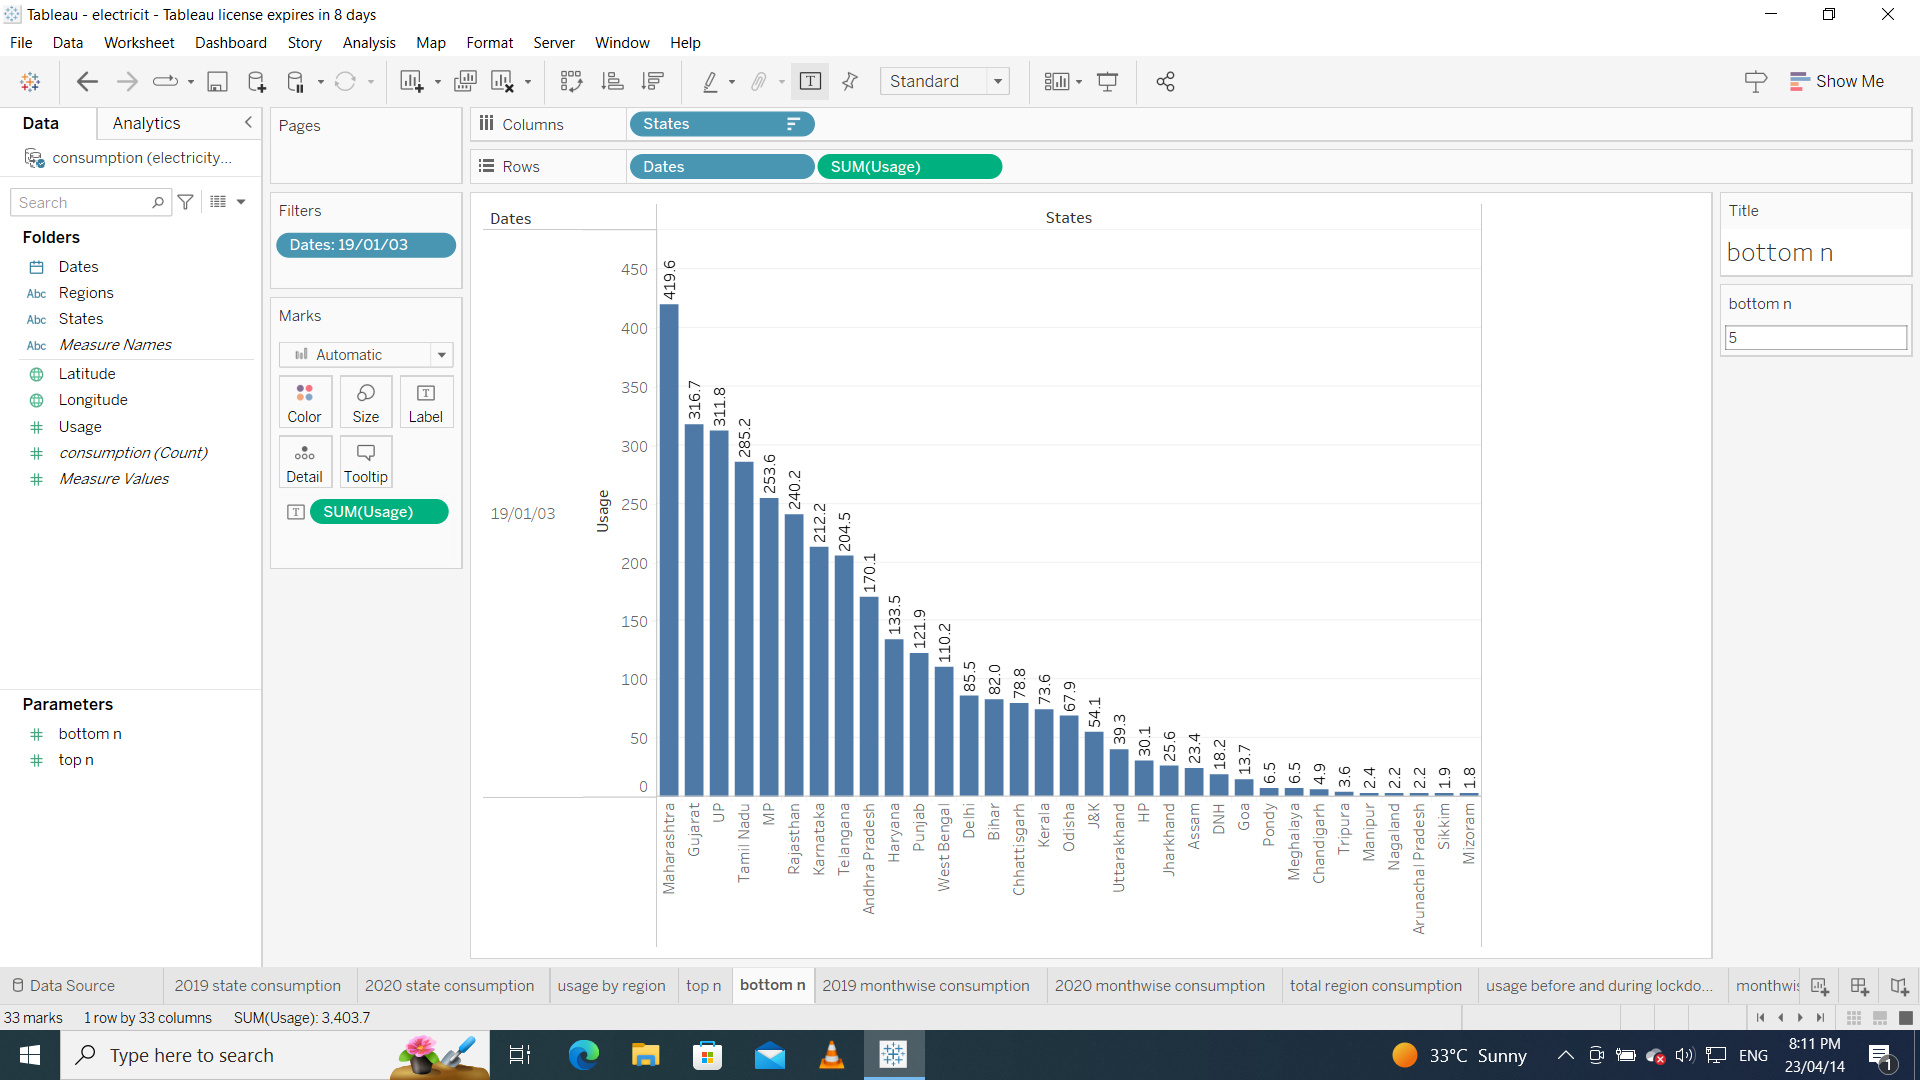 Tableau - electricit - Tableau license expires in 8 days
File Data Worksheet Dashboard Story Analysis Map Format Server Window Help
Standard
Show Me
Data Analytics
consumption (electricity...
Search
Folders
Dates
Abc Regions
Abc States
Abc Measure Names
Latitude
Longitude
Usage
consumption (Count)
Measure Values
Parameters
bottom n
top n
Pages
Filters
Dates: 19/01/03
Marks
Automatic
Color Size Label
Detail Tooltip
SUM(Usage)
Columns States
Rows Dates SUM(Usage)
Dates States
19/01/03
Usage
450
400
350
300
250
200
150
100
50
0
419.6
316.7
311.8
285.2
253.6
240.2
212.2
204.5
170.1
133.5
121.9
110.2
85.5
82.0
78.8
73.6
67.9
54.1
39.3
30.1
25.6
23.4
18.2
13.7
6.5
6.5
4.9
3.6
2.4
2.2
2.2
1.9
1.8
Maharashtra
Gujarat
UP
Tamil Nadu
MP
Rajasthan
Karnataka
Telangana
Andhra Pradesh
Haryana
Punjab
West Bengal
Delhi
Bihar
Chhattisgarh
Kerala
Odisha
J&K
Uttarakhand
HP
Jharkhand
Assam
DNH
Goa
Pondy
Meghalaya
Chandigarh
Tripura
Manipur
Nagaland
Arunachal Pradesh
Sikkim
Mizoram
Title
bottom n
bottom n
5
Data Source 2019 state consumption 2020 state consumption usage by region top n bottom n 2019 monthwise consumption 2020 monthwise consumption total region consumption usage before and during lockdo... monthwis
33 marks 1 row by 33 columns SUM(Usage): 3,403.7
Type here to search
33°C Sunny
ENG
8:11 PM
23/04/14
1